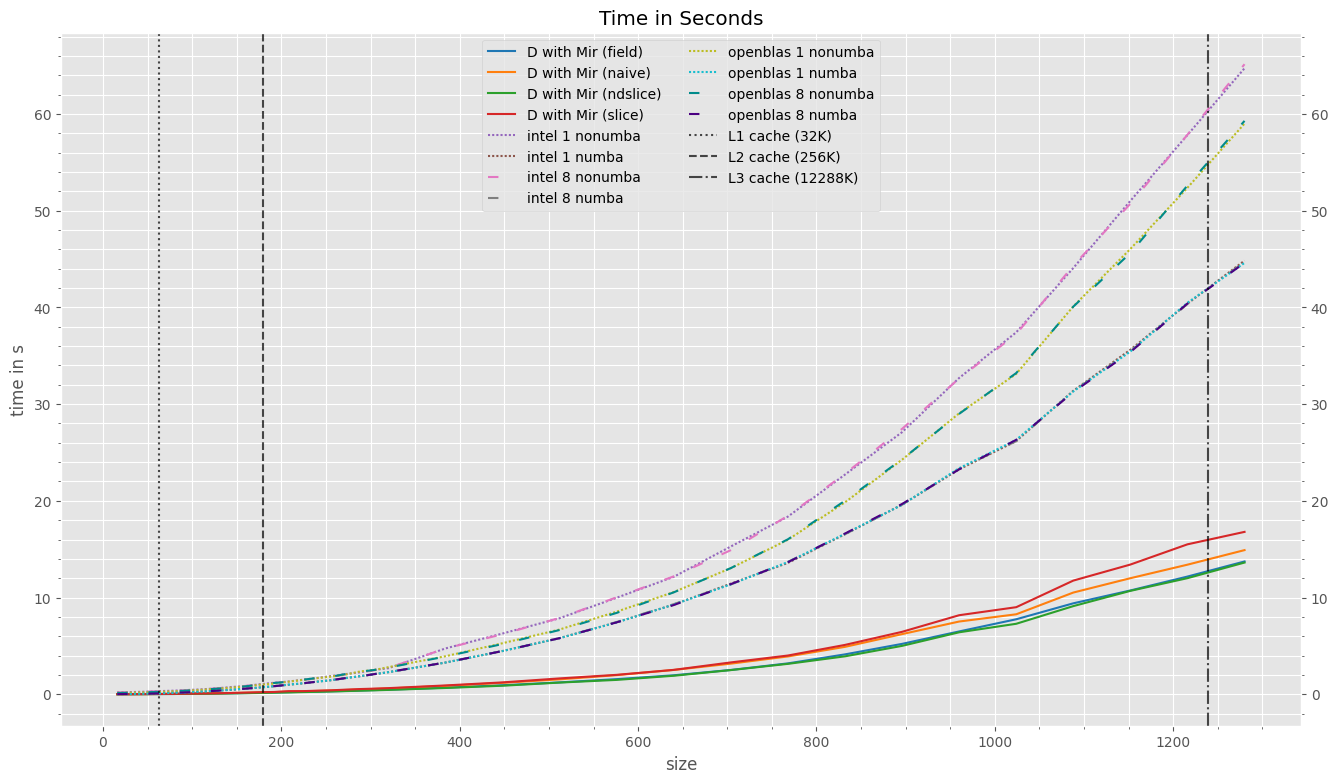 Time in Seconds
D with Mir (field)
D with Mir (naive)
D with Mir (ndslice)
D with Mir (slice)
intel 1 nonumba
intel 1 numba
intel 8 nonumba
intel 8 numba
openblas 1 nonumba
openblas 1 numba
openblas 8 nonumba
openblas 8 numba
L1 cache (32K)
L2 cache (256K)
L3 cache (12288K)
time in s
60
50
40
30
20
10
0
60
50
40
30
20
10
0
0 200 400 600 800 1000 1200
size